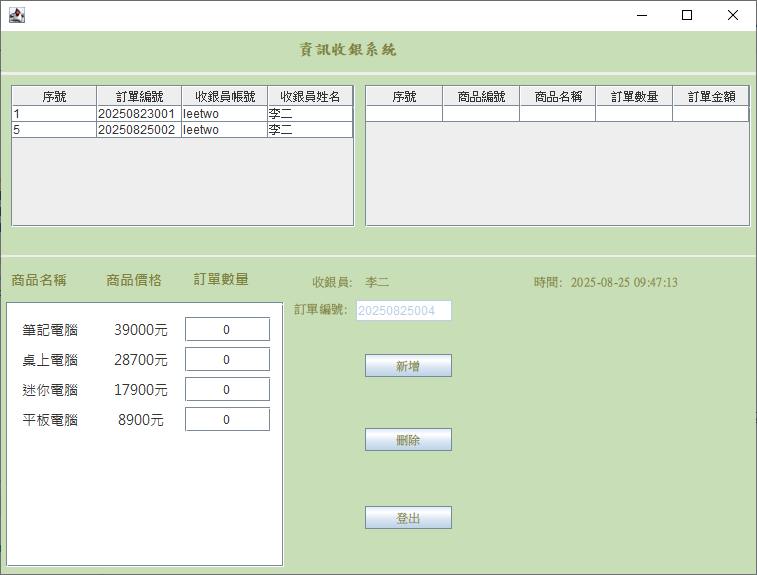 資訊收銀系統
序號 訂單編號 收銀員帳號 收銀員姓名
1 20250823001 leetwo 李二
5 20250825002 leetwo 李二
序號 商品編號 商品名稱 訂單數量 訂單金額
商品名稱 商品價格 訂單數量
筆記電腦 39000元 0
桌上電腦 28700元 0
迷你電腦 17900元 0
平板電腦 8900元 0
收銀員: 李二
時間: 2025-08-25 09:47:13
訂單編號: 20250825004
新增
刪除
登出